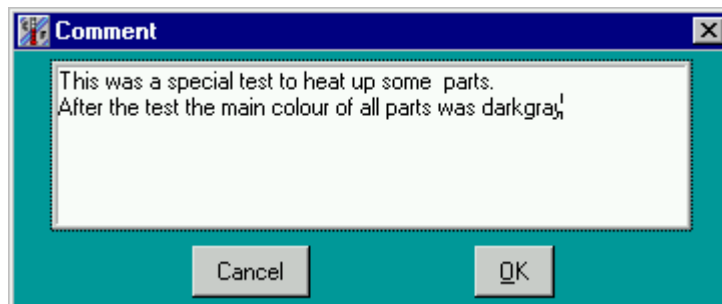 Comment
This was a special test to heat up some  parts.
After the test the main colour of all parts was darkgray
Cancel
OK